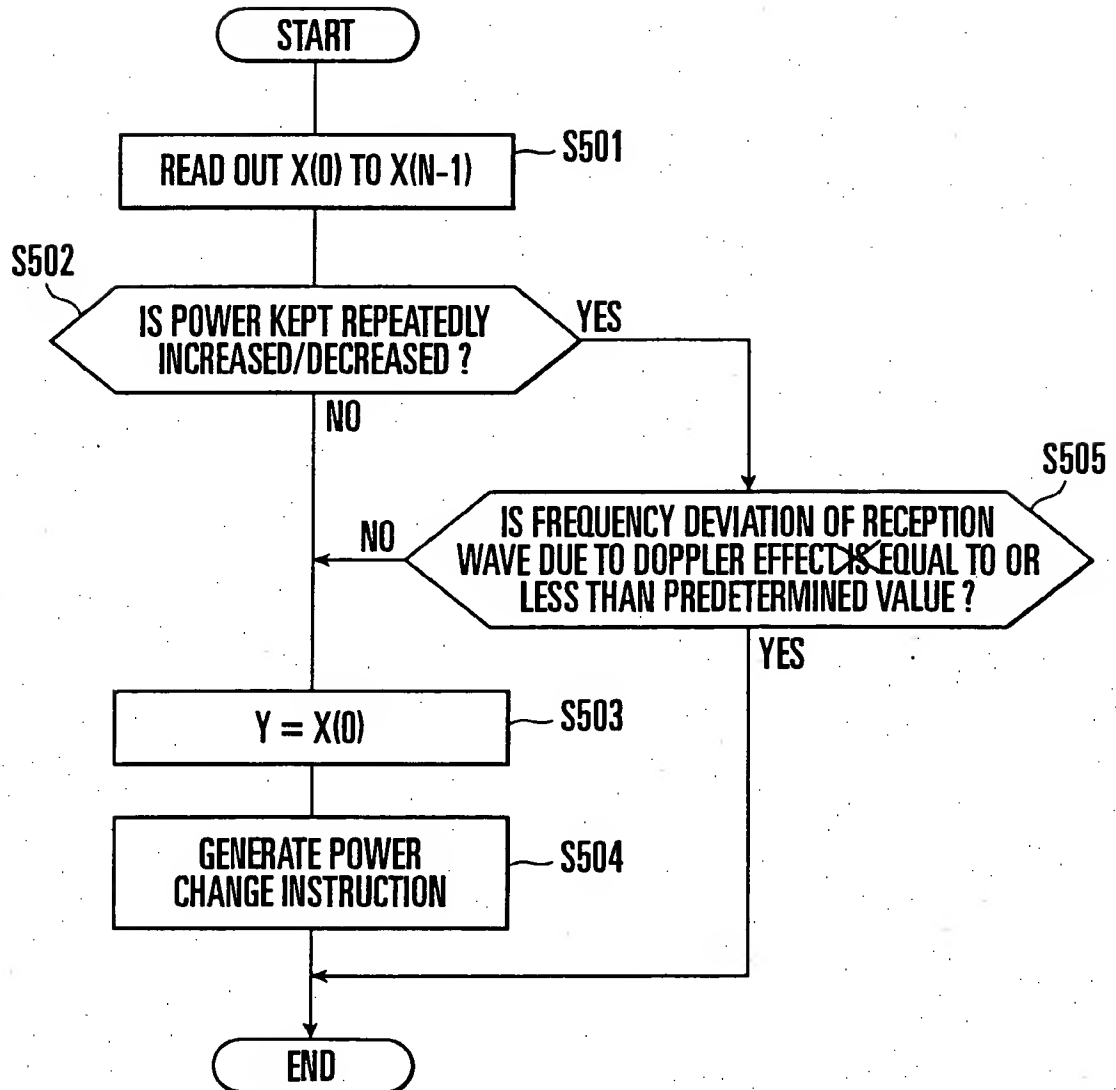 START
READ OUT X(0) TO X(N-1)
S501
S502
IS POWER KEPT REPEATEDLY
INCREASED/DECREASED ?
YES
NO
S505
IS FREQUENCY DEVIATION OF RECEPTION
WAVE DUE TO DOPPLER EFFECT IS EQUAL TO OR
LESS THAN PREDETERMINED VALUE ?
NO
YES
Y = X(0)
S503
GENERATE POWER
CHANGE INSTRUCTION
S504
END